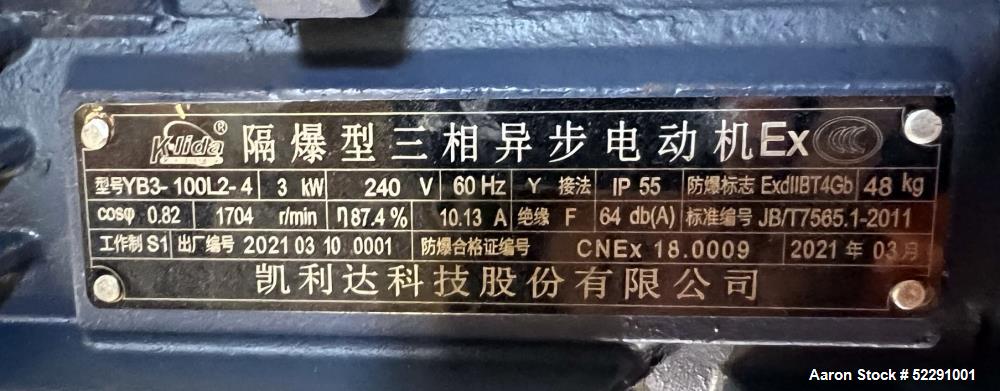 K-lida® 隔爆型三相异步电动机Ex CCC
型号YB3-100L2-4 3 kW 240 V 60Hz Y 接法 IP 55 防爆标志 ExdIIBT4Gb 48 kg
cosφ 0.82 1704 r/min η87.4% 10.13 A 绝缘 F 64 db(A) 标准编号 JB/T7565.1-2011
工作制 S1 出厂编号 2021 03 10 0001 防爆合格证编号 CNEx 18.0009 2021 年 03月
凯利达科技股份有限公司
Aaron Stock # 52291001